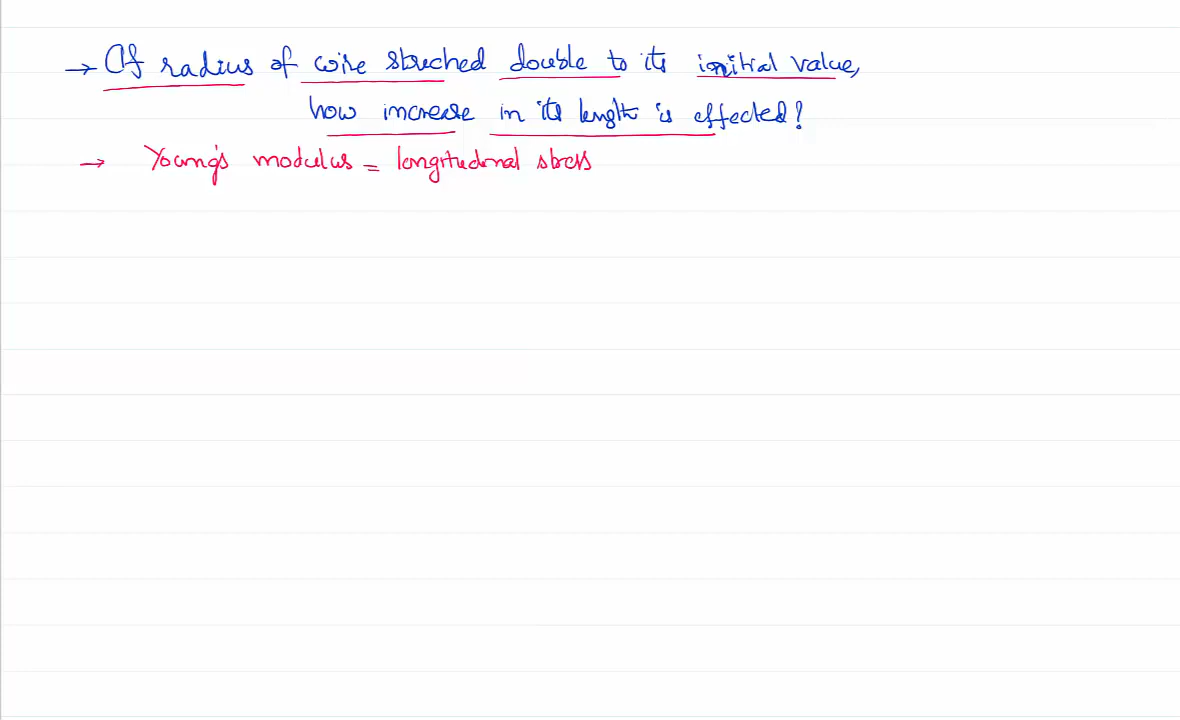 → If radius of wire streched double to its initial value,
how increase in its length is effected?
→ Young's modulus = longitudinal stress